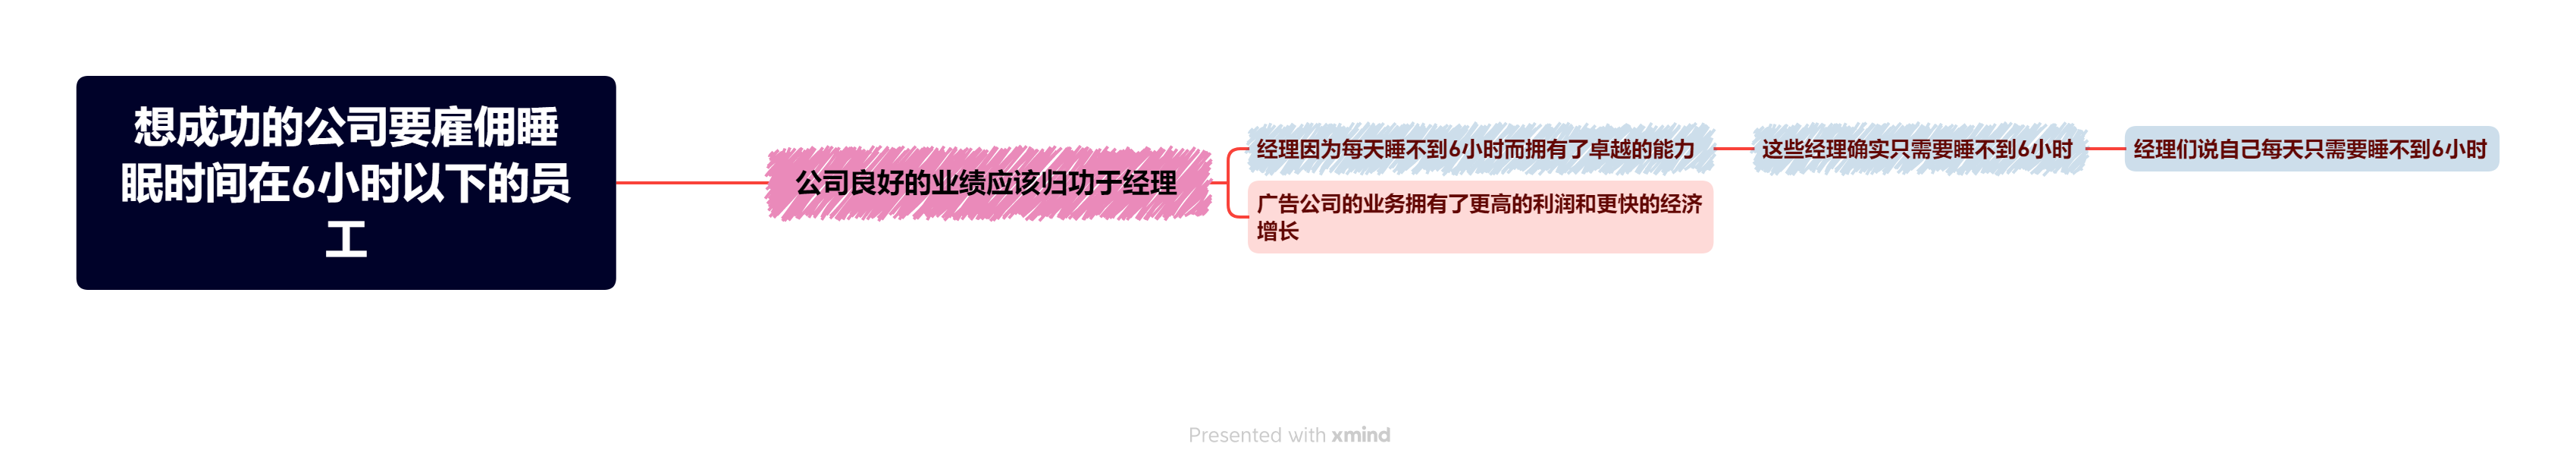 想成功的公司要雇佣睡
眠时间在6小时以下的员
工
公司良好的业绩应该归功于经理
经理因为每天睡不到6小时而拥有了卓越的能力
这些经理确实只需要睡不到6小时
经理们说自己每天只需要睡不到6小时
广告公司的业务拥有了更高的利润和更快的经济
增长
Presented with xmind